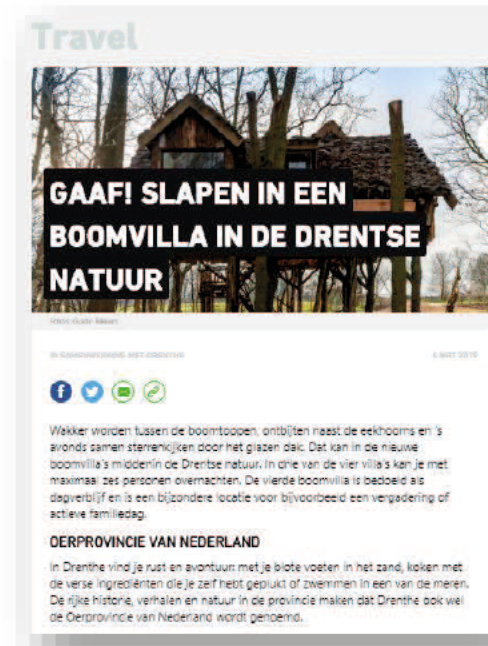 Travel
GAAF! SLAPEN IN EEN
BOOMVILLA IN DE DRENTSE
NATUUR
IN SAMENWERKING MET DRENTHE
Wakker worden tussen de boomtoppen, ontbijten naast de eekhoorns en 's
avonds samen sterrenkijken door het glazen dak. Dat kan in de nieuwe
boomvilla's middenin de Drentse natuur. In drie van de vier villa's kan je met
maximaal zes personen overnachten. De vierde boomvilla is bedoeld als
dagverblijf en is een bijzondere locatie voor bijvoorbeeld een vergadering of
actieve familiedag.
OERPROVINCIE VAN NEDERLAND
In Drenthe vind je rust en avontuur: met je blote voeten in het zand, koken met
de verse ingrediënten die je zelf hebt geplukt of zwemmen in een van de meren.
De rijke historie, verhalen en natuur in de provincie maken dat Drenthe ook wel
de Oerprovincie van Nederland wordt genoemd.